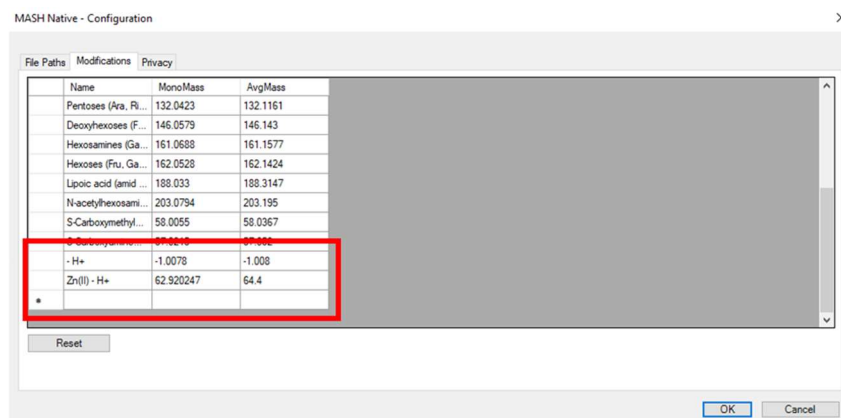 MASH Native - Configuration
File Paths Modifications Privacy
Name MonoMass AvgMass
Pentoses (Ara, Ri... 132.0423 132.1161
Deoxyhexoses (F... 146.0579 146.143
Hexosamines (Ga... 161.0688 161.1577
Hexoses (Fru, Ga... 162.0528 162.1424
Lipoic acid (amid ... 188.033 188.3147
N-acetylhexosami... 203.0794 203.195
S-Carboxymethyl... 58.0055 58.0367
- H+ -1.0078 -1.008
Zn(II) - H+ 62.920247 64.4
Reset
OK Cancel